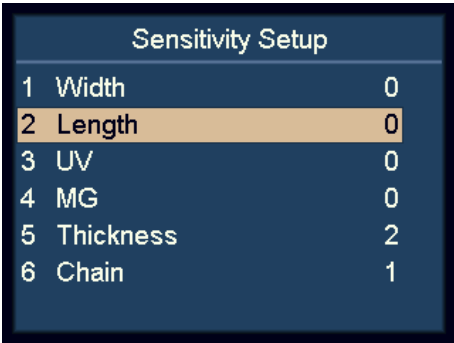 Sensitivity Setup
1 Width 0
2 Length 0
3 UV 0
4 MG 0
5 Thickness 2
6 Chain 1